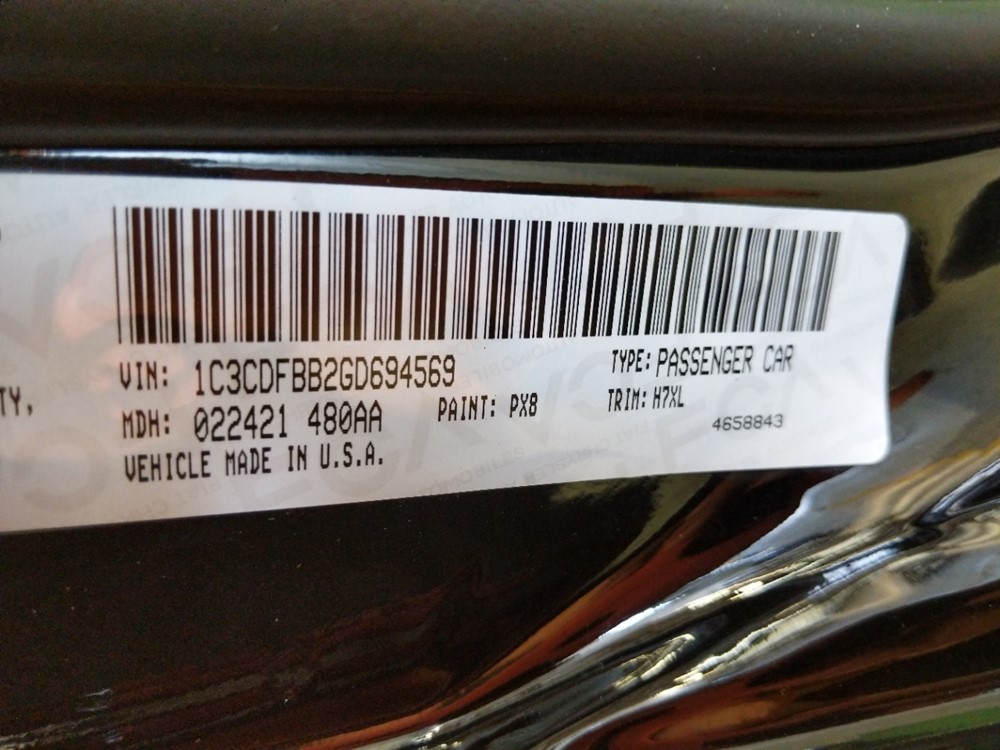 VIN: 1C3CDFBB2GD694569
TYPE: PASSENGER CAR
TY,
MDH: 022421 480AA
PAINT: PX8
TRIM: H7XL
4658843
VEHICLE MADE IN U.S.A.